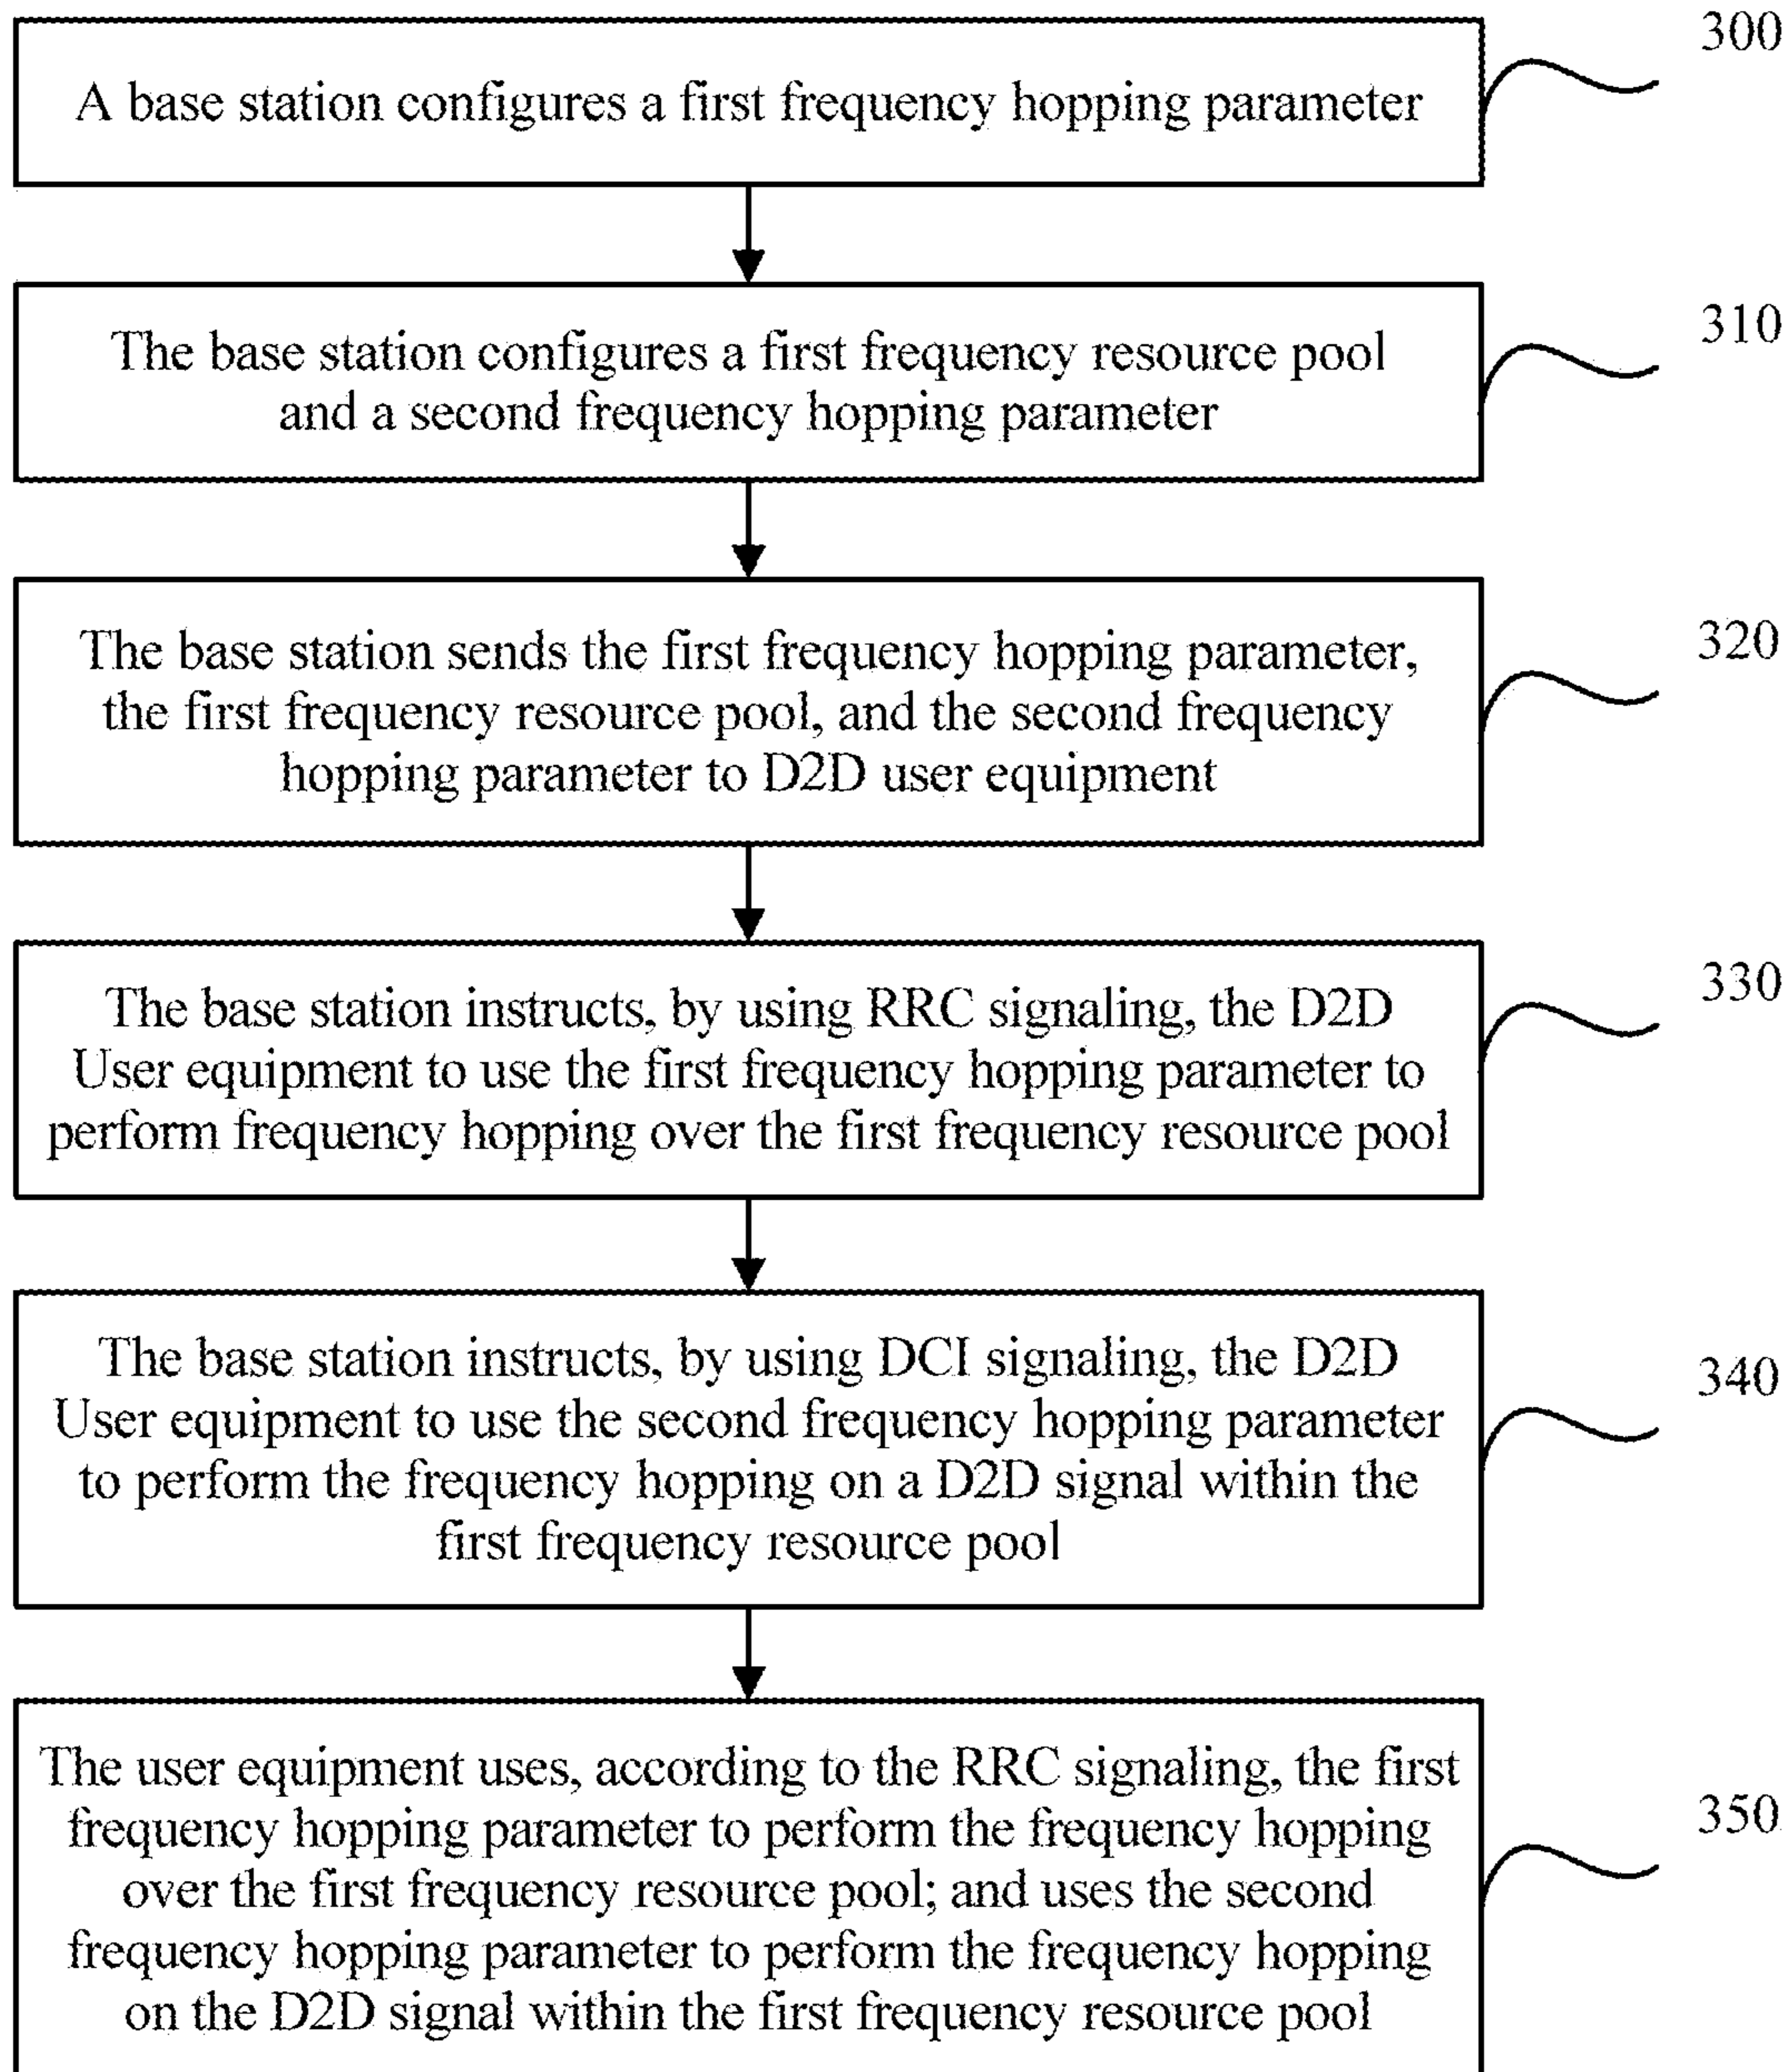 300
A base station configures a first frequency hopping parameter
310
The base station configures a first frequency resource pool
and a second frequency hopping parameter
320
The base station sends the first frequency hopping parameter,
the first frequency resource pool, and the second frequency
hopping parameter to D2D user equipment
330
The base station instructs, by using RRC signaling, the D2D
User equipment to use the first frequency hopping parameter to
perform frequency hopping over the first frequency resource pool
340
The base station instructs, by using DCI signaling, the D2D
User equipment to use the second frequency hopping parameter
to perform the frequency hopping on a D2D signal within the
first frequency resource pool
350
The user equipment uses, according to the RRC signaling, the first
frequency hopping parameter to perform the frequency hopping
over the first frequency resource pool; and uses the second
frequency hopping parameter to perform the frequency hopping
on the D2D signal within the first frequency resource pool